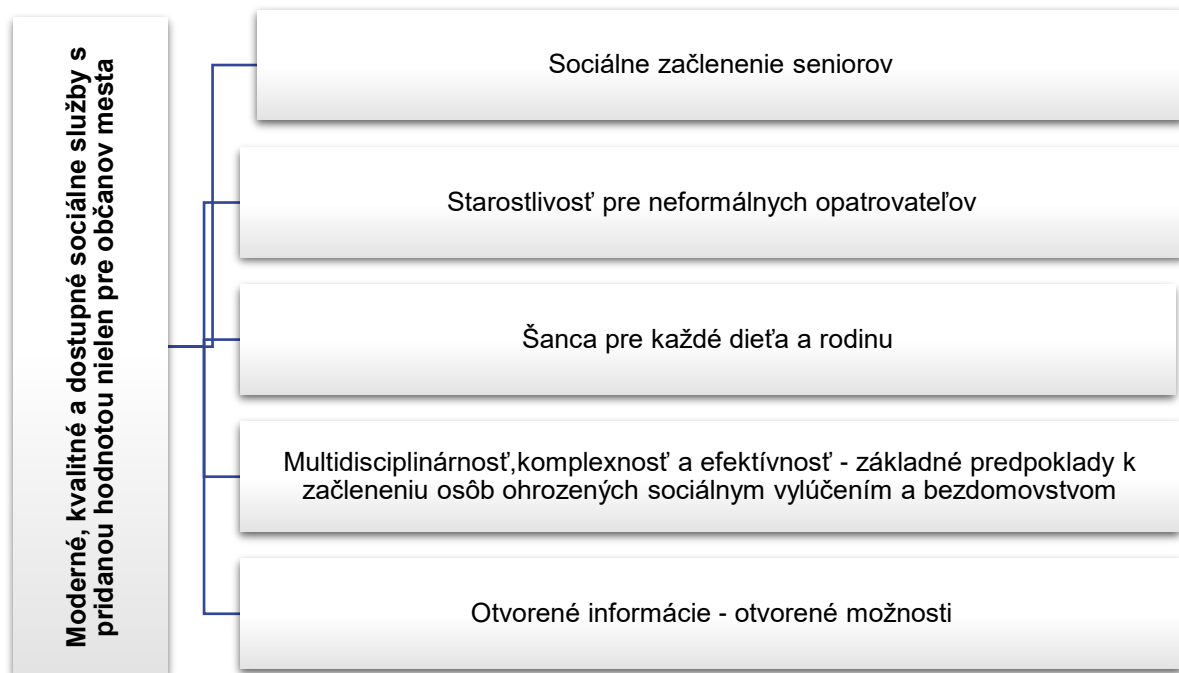 Moderné, kvalitné a dostupné sociálne služby s
pridanou hodnotou nielen pre občanov mesta
Sociálne začlenenie seniorov
Starostlivosť pre neformálnych opatrovateľov
Šanca pre každé dieťa a rodinu
Multidisciplinárnosť,komplexnosť a efektívnosť - základné predpoklady k
začleneniu osôb ohrozených sociálnym vylúčením a bezdomovstvom
Otvorené informácie - otvorené možnosti